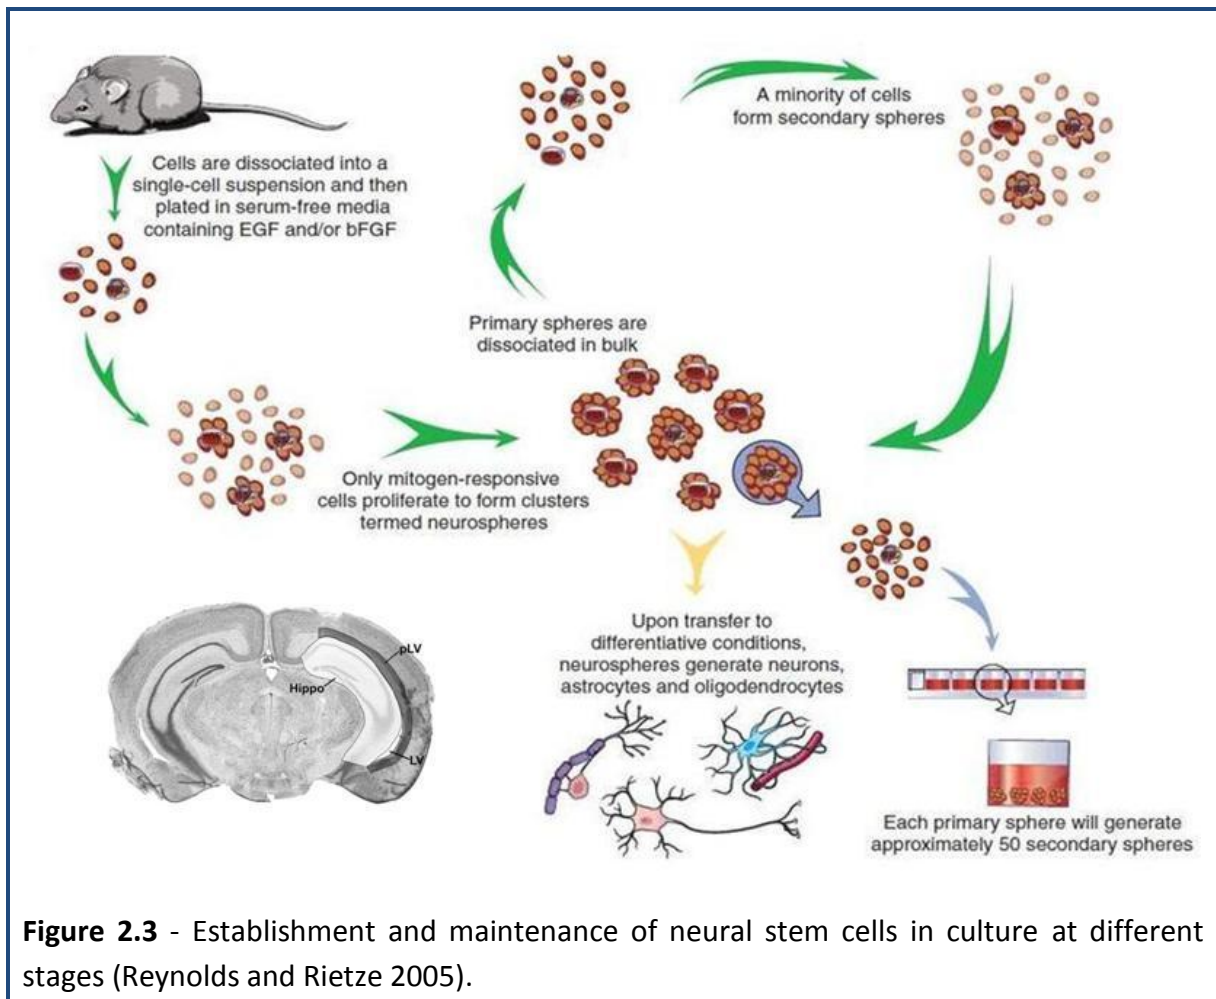 Cells are dissociated into a
single-cell suspension and then
plated in serum-free media
containing EGF and/or bFGF
A minority of cells
form secondary spheres
Primary spheres are
dissociated in bulk
Only mitogen-responsive
cells proliferate to form clusters
termed neurospheres
pLV
Hippo
LV
Upon transfer to
differentiative conditions,
neurospheres generate neurons,
astrocytes and oligodendrocytes
Each primary sphere will generate
approximately 50 secondary spheres
Figure 2.3 - Establishment and maintenance of neural stem cells in culture at different
stages (Reynolds and Rietze 2005).